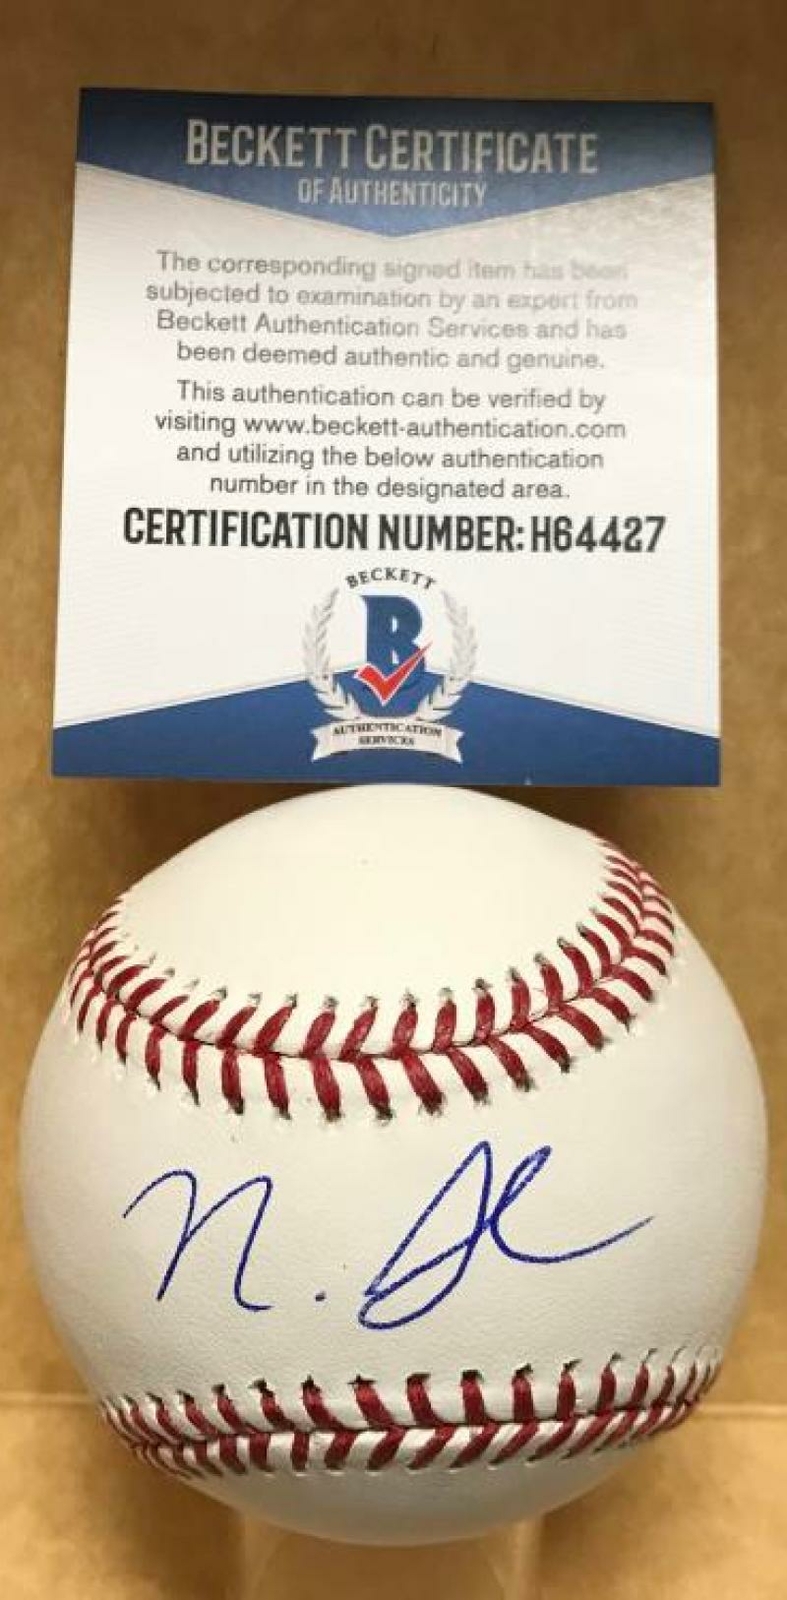 BECKETT CERTIFICATE
OF AUTHENTICITY
The corresponding signed item has been
subjected to examination by an expert from
Beckett Authentication Services and has
been deemed authentic and genuine.
This authentication can be verified by
visiting www.beckett-authentication.com
and utilizing the below authentication
number in the designated area.
CERTIFICATION NUMBER: H64427
BECKETT
B
AUTHENTICATION
SERVICES
N.